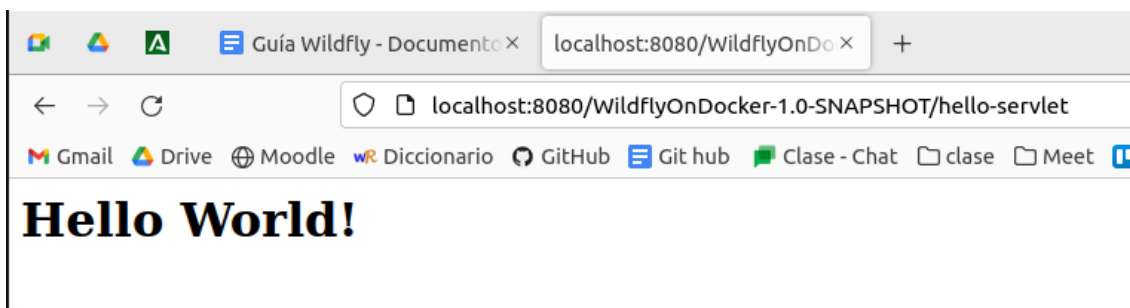 Guía Wildfly - Documento localhost:8080/WildflyOnDo
localhost:8080/WildflyOnDocker-1.0-SNAPSHOT/hello-servlet
Gmail Drive Moodle WR Diccionario GitHub Git hub Clase - Chat clase Meet
Hello World!